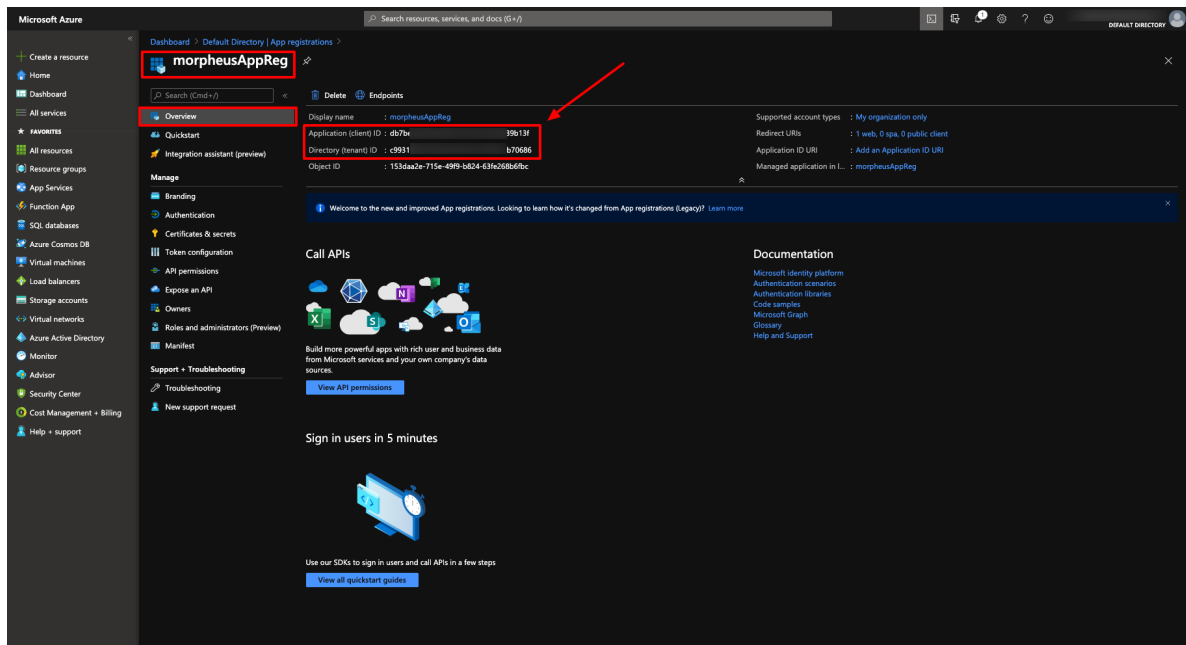 Microsoft Azure
Search resources, services, and docs (G+/)
1
DEFAULT DIRECTORY
«
Create a resource
Home
Dashboard
All services
FAVORITES
All resources
Resource groups
App Services
Function App
SQL databases
Azure Cosmos DB
Virtual machines
Load balancers
Storage accounts
Virtual networks
Azure Active Directory
Monitor
Advisor
Security Center
Cost Management + Billing
Help + support
Dashboard > Default Directory | App registrations >
morpheusAppReg
Search (Cmd+/)
«
Overview
Quickstart
Integration assistant (preview)
Manage
Branding
Authentication
Certificates & secrets
Token configuration
API permissions
Expose an API
Owners
Roles and administrators (Preview)
Manifest
Support + Troubleshooting
Troubleshooting
New support request
Delete
Endpoints
Display name : morpheusAppReg
Application (client) ID : db7be 39b13f
Directory (tenant) ID : c9931 b70686
Object ID : 153daa2e-715e-49f9-b824-63fe268b6fbc
Supported account types : My organization only
Redirect URIs : 1 web, 0 spa, 0 public client
Application ID URI : Add an Application ID URI
Managed application in l... : morpheusAppReg
Welcome to the new and improved App registrations. Looking to learn how it's changed from App registrations (Legacy)? Learn more
Call APIs
Build more powerful apps with rich user and business data
from Microsoft services and your own company's data
sources.
View API permissions
Sign in users in 5 minutes
Use our SDKs to sign in users and call APIs in a few steps
View all quickstart guides
Documentation
Microsoft identity platform
Authentication scenarios
Authentication libraries
Code samples
Microsoft Graph
Glossary
Help and Support